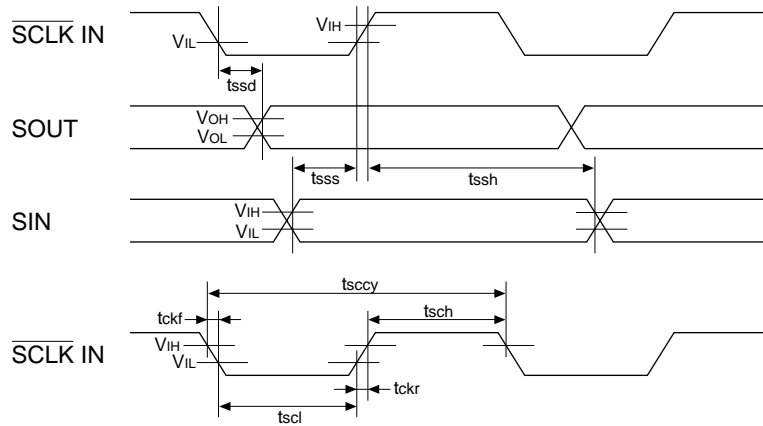 SCLK IN
VIH
VIL
tssd
SOUT
VOH
VOL
tsss
tssh
SIN
VIH
VIL
tsccy
tckf
tsch
SCLK IN
VIH
VIL
tckr
tscl